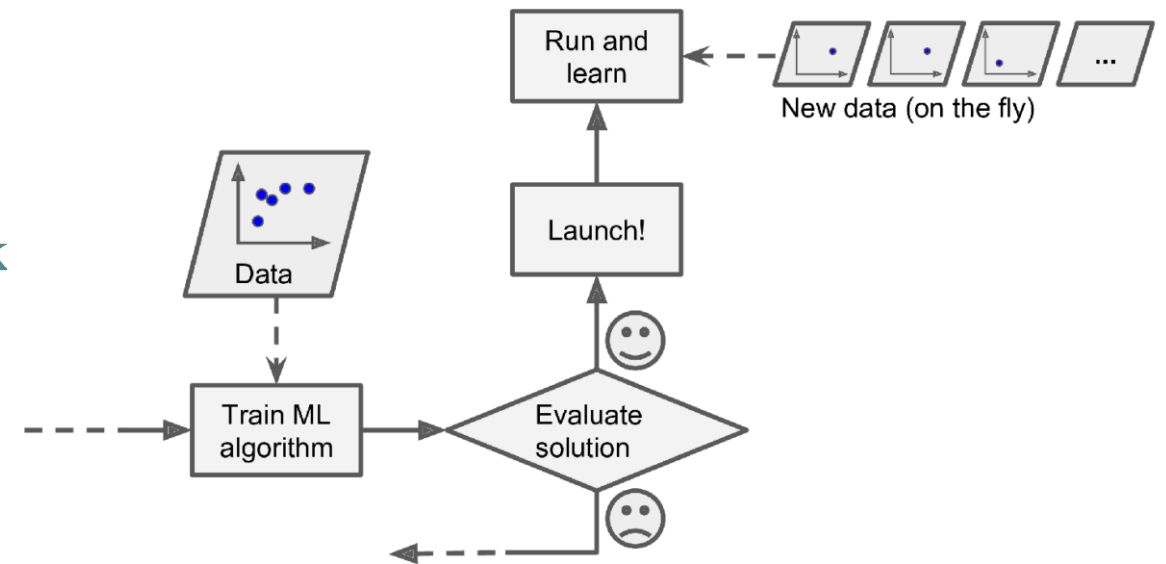 Run and
learn
...
New data (on the fly)
Launch!
Data
Train ML
algorithm
Evaluate
solution